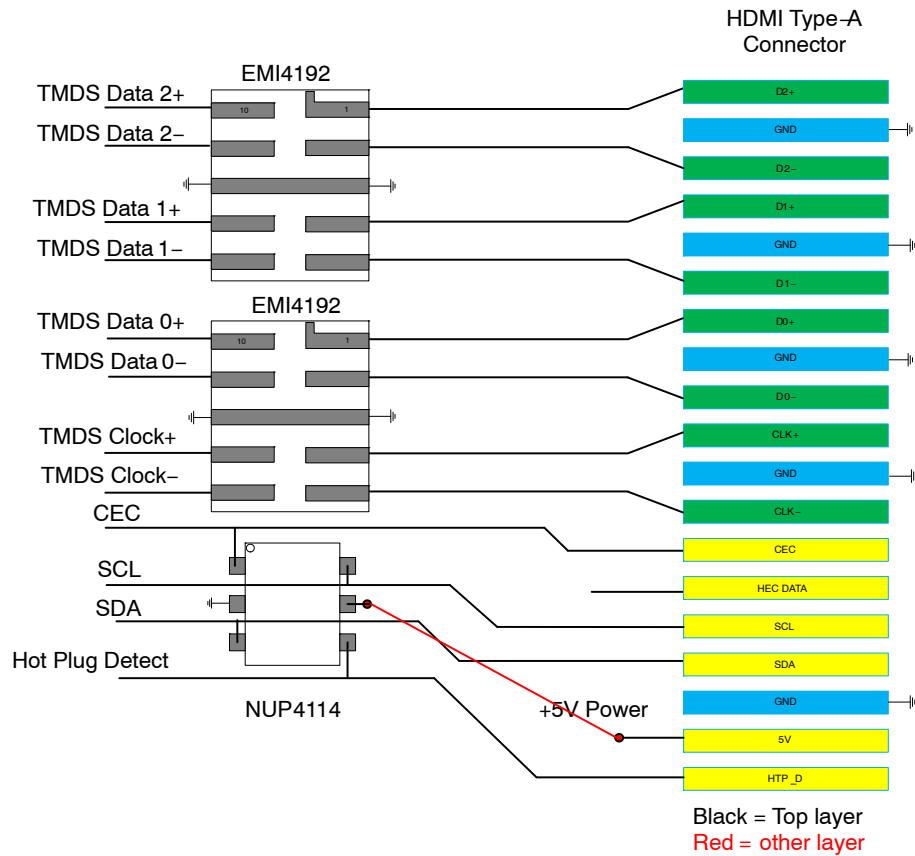 HDMI Type-A
Connector
EMI4192
TMDS Data 2+
10
1
D2+
GND
TMDS Data 2−
D2−
TMDS Data 1+
D1+
GND
TMDS Data 1−
D1−
EMI4192
TMDS Data 0+
10
1
D0+
GND
TMDS Data 0−
D0−
TMDS Clock+
CLK+
GND
TMDS Clock−
CLK−
CEC
CEC
SCL
HEC DATA
SDA
SCL
Hot Plug Detect
SDA
NUP4114
+5V Power
GND
5V
HTP_D
Black = Top layer
Red = other layer